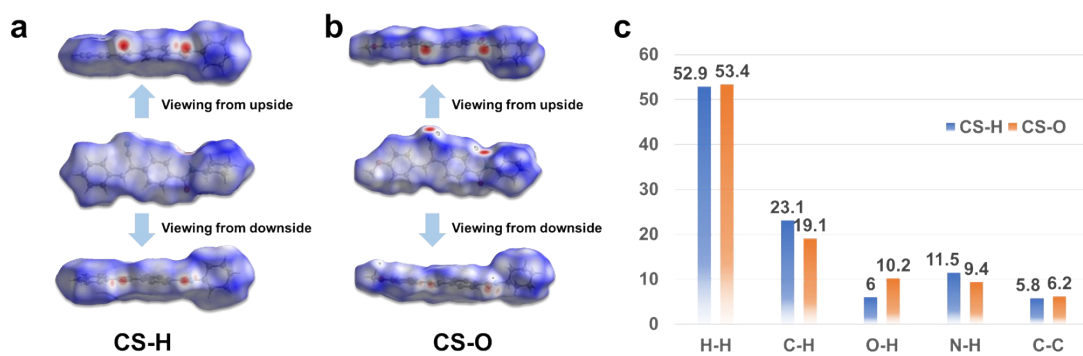 a
Viewing from upside
Viewing from downside
CS-H
b
Viewing from upside
Viewing from downside
CS-O
c
60
50
40
30
20
10
0
52.9 53.4
23.1 19.1
6 10.2
11.5 9.4
5.8 6.2
CS-H CS-O
H-H C-H O-H N-H C-C